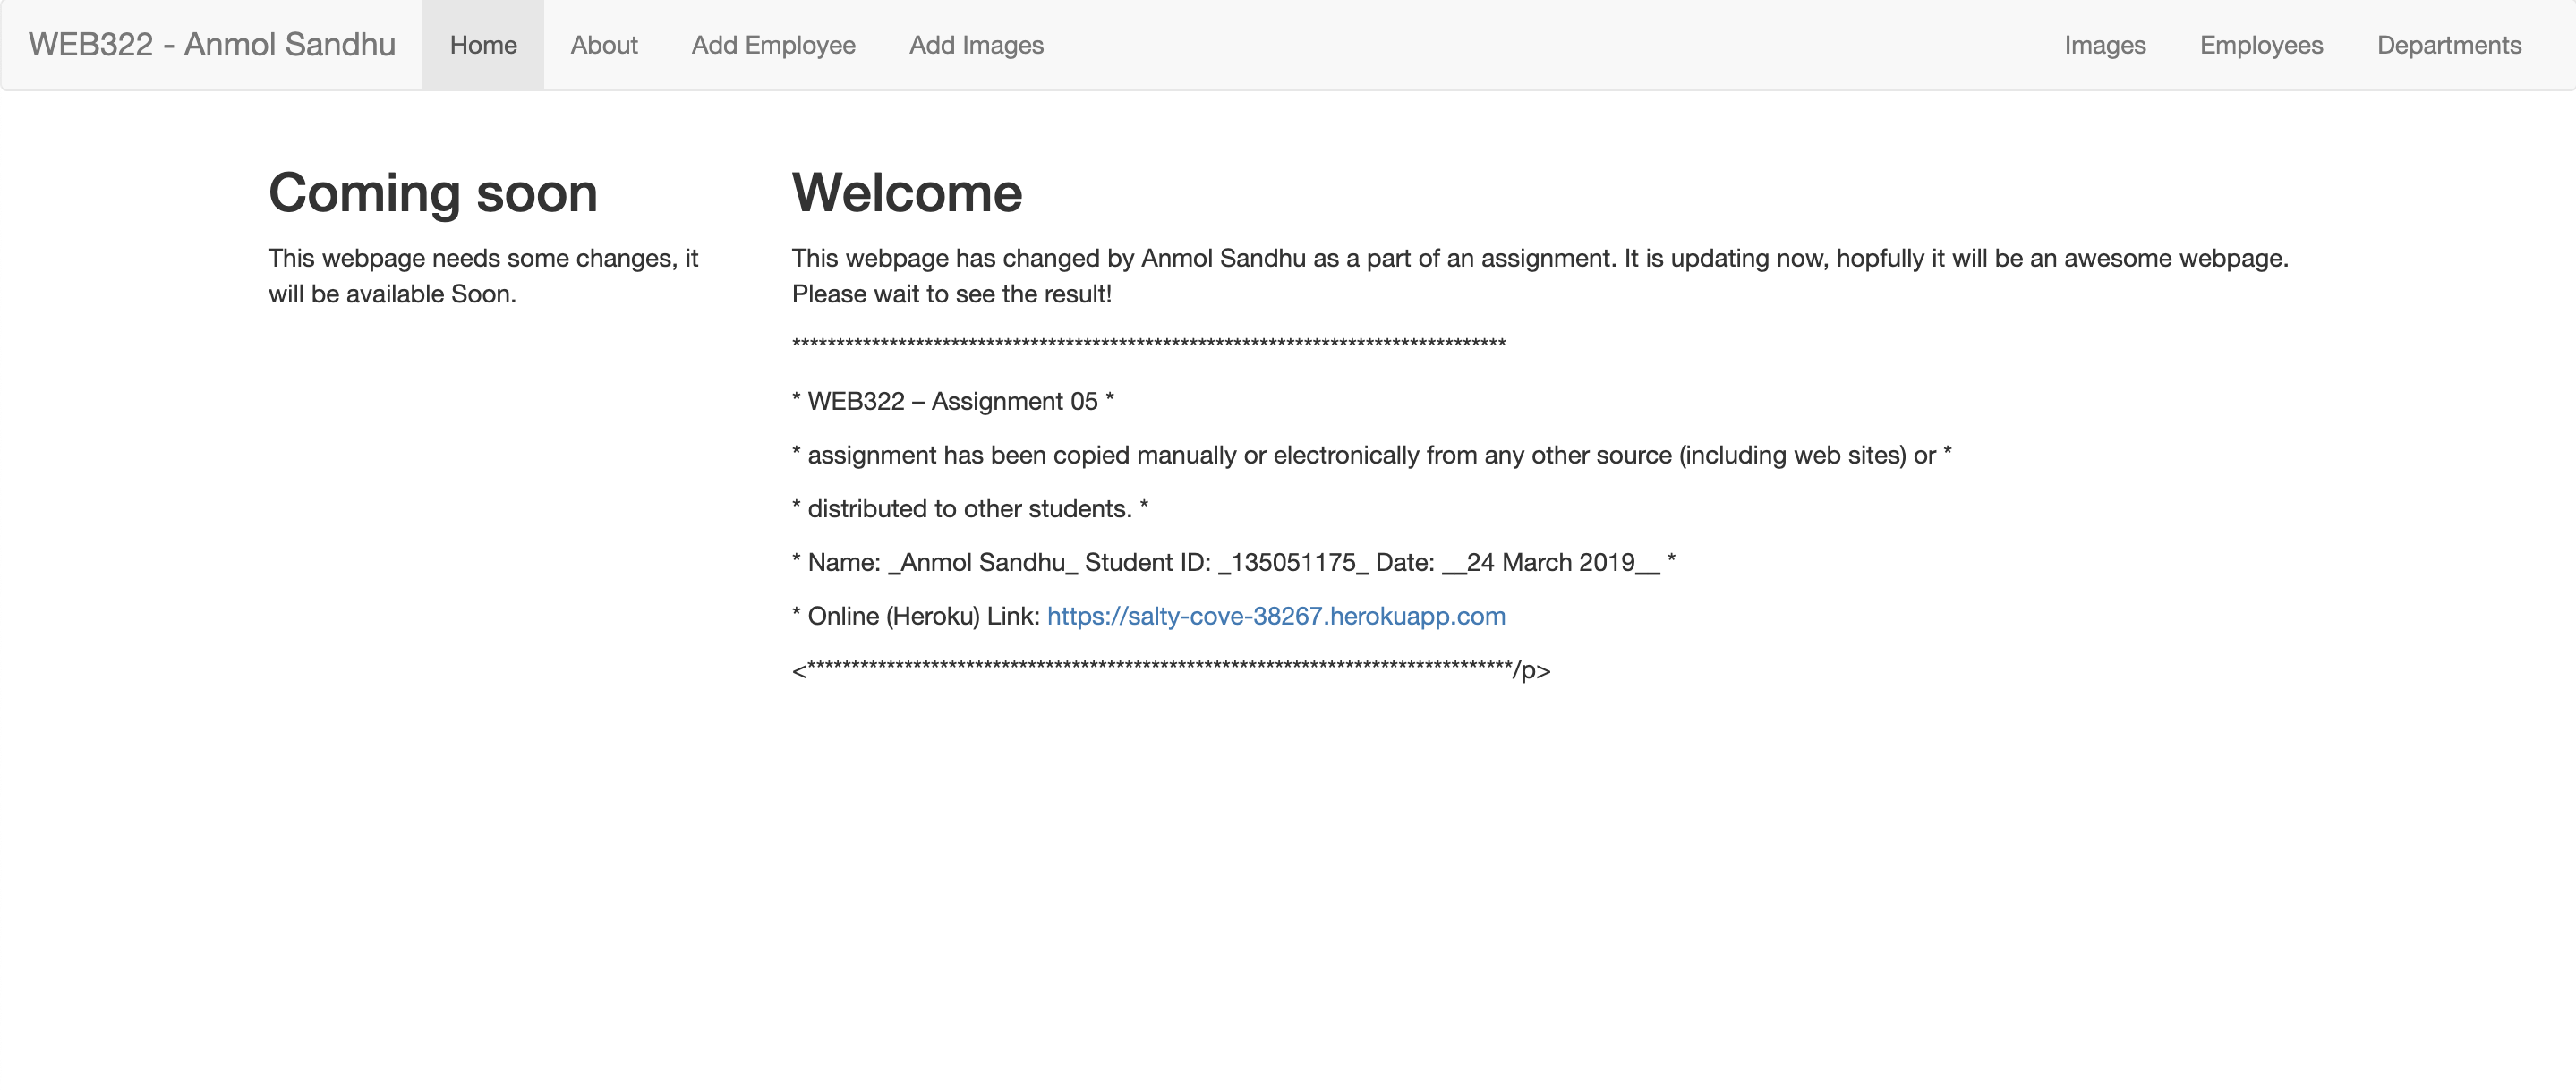 WEB322 - Anmol Sandhu Home About Add Employee Add Images Images Employees Departments
Coming soon
This webpage needs some changes, it
will be available Soon.
Welcome
This webpage has changed by Anmol Sandhu as a part of an assignment. It is updating now, hopfully it will be an awesome webpage.
Please wait to see the result!
********************************************************************************
* WEB322 – Assignment 05 *
* assignment has been copied manually or electronically from any other source (including web sites) or *
* distributed to other students. *
* Name: _Anmol Sandhu_ Student ID: _135051175_ Date: __24 March 2019__ *
* Online (Heroku) Link: https://salty-cove-38267.herokuapp.com
<*******************************************************************************/p>